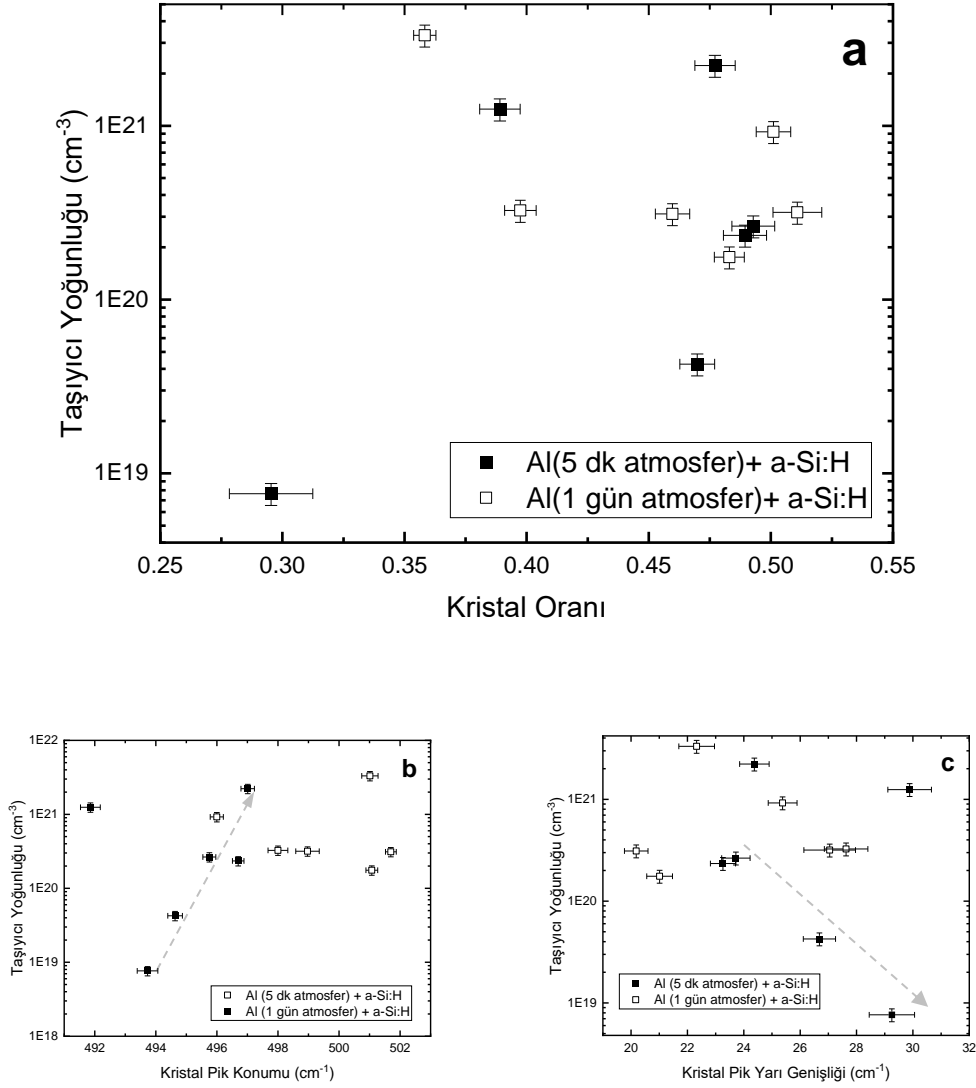 a
1E21
1E20
1E19
Taşıyıcı Yoğunluğu (cm-3)
Al(5 dk atmosfer)+ a-Si:H
Al(1 gün atmosfer)+ a-Si:H
0.25 0.30 0.35 0.40 0.45 0.50 0.55
Kristal Oranı
b
1E22
1E21
1E20
1E19
1E18
Taşıyıcı Yoğunluğu (cm-3)
Al (5 dk atmosfer) + a-Si:H
Al (1 gün atmosfer) + a-Si:H
492 494 496 498 500 502
Kristal Pik Konumu (cm-1)
c
1E21
1E20
1E19
Taşıyıcı Yoğunluğu (cm-3)
Al (5 dk atmosfer) + a-Si:H
Al (1 gün atmosfer) + a-Si:H
20 22 24 26 28 30 32
Kristal Pik Yarı Genişliği (cm-1)